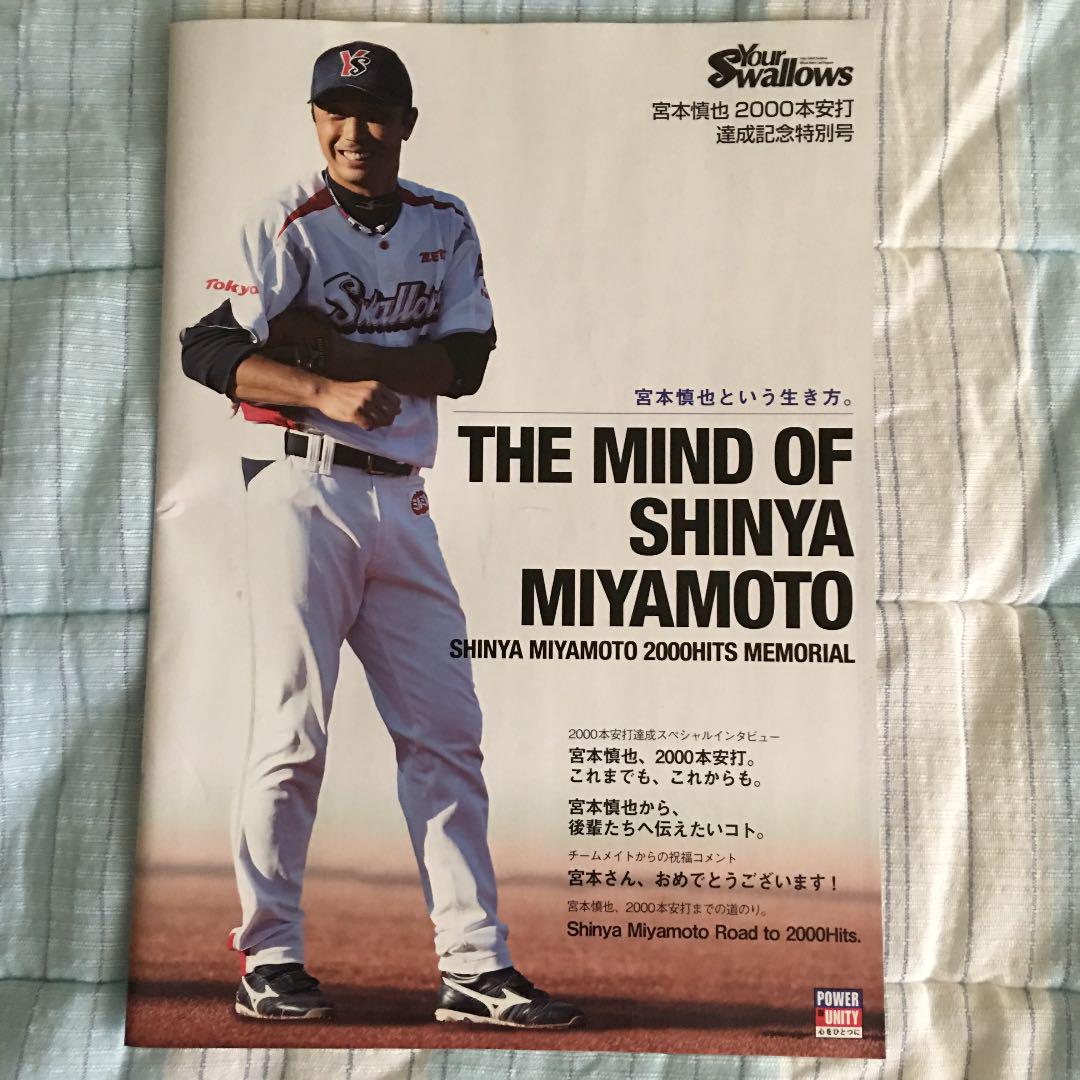 YS
Your
Swallows
宮本慎也 2000本安打
達成記念特別号
Tokyo
Swallows
宮本慎也という生き方。
THE MIND OF
SHINYA
MIYAMOTO
SHINYA MIYAMOTO 2000HITS MEMORIAL
2000本安打達成スペシャルインタビュー
宮本慎也、2000本安打。
これまでも、これからも。
宮本慎也から、
後輩たちへ伝えたいコト。
チームメイトからの祝福コメント
宮本さん、おめでとうございます！
宮本慎也、2000本安打までの道のり。
Shinya Miyamoto Road to 2000Hits.
POWER
UNITY
心をひとつに